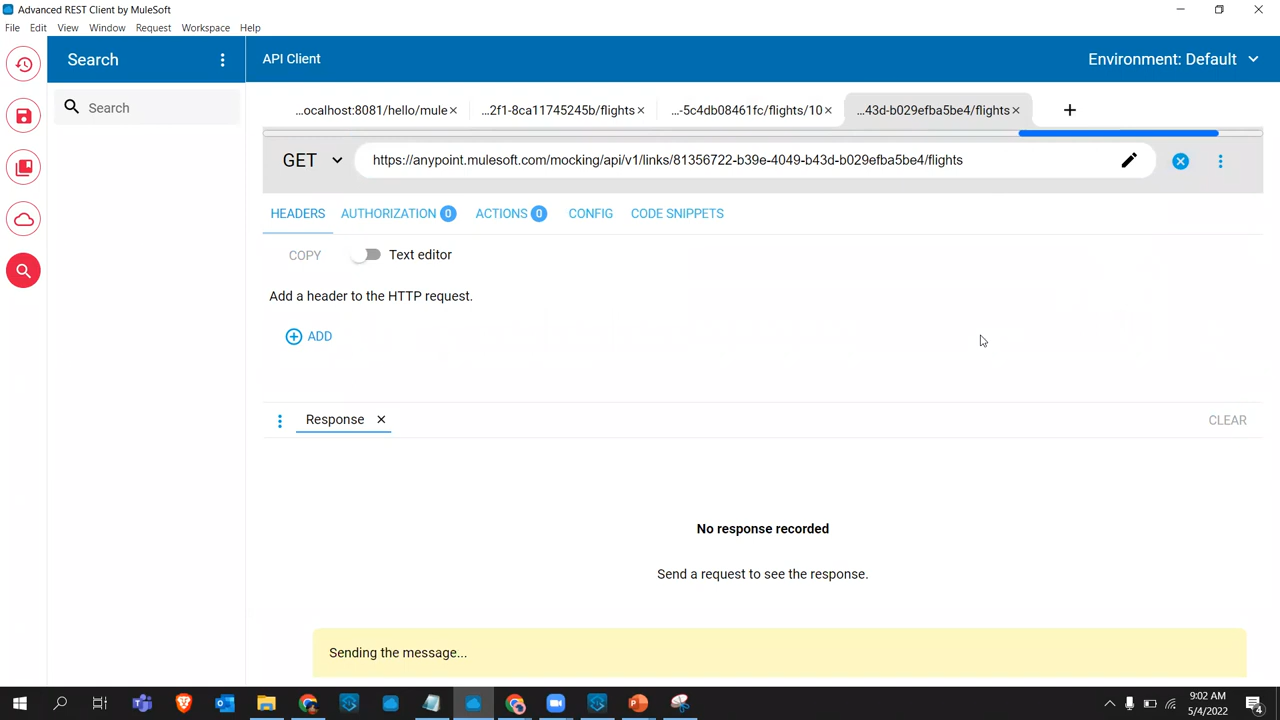 Advanced REST Client by MuleSoft
File Edit View Window Request Workspace Help
Search
API Client
Environment: Default
Search
...ocalhost:8081/hello/mule
...2f1-8ca11745245b/flights
...-5c4db08461fc/flights/10
...43d-b029efba5be4/flights
GET
https://anypoint.mulesoft.com/mocking/api/v1/links/81356722-b39e-4049-b43d-b029efba5be4/flights
HEADERS AUTHORIZATION 0 ACTIONS 0 CONFIG CODE SNIPPETS
COPY Text editor
Add a header to the HTTP request.
ADD
Response CLEAR
No response recorded
Send a request to see the response.
Sending the message...
9:02 AM
5/4/2022
4